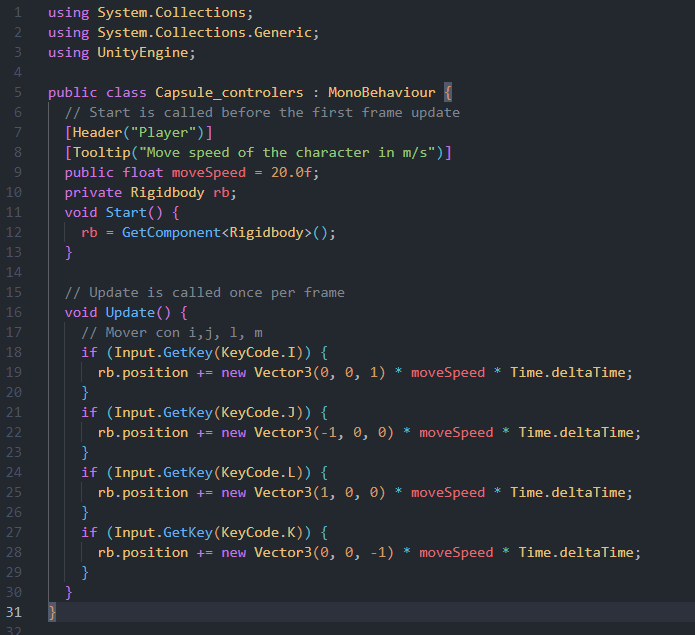 1 using System.Collections;
2 using System.Collections.Generic;
3 using UnityEngine;
4
5 public class Capsule_controlers : MonoBehaviour {
6   // Start is called before the first frame update
7   [Header("Player")]
8   [Tooltip("Move speed of the character in m/s")]
9   public float moveSpeed = 20.0f;
10   private Rigidbody rb;
11   void Start() {
12     rb = GetComponent<Rigidbody>();
13   }
14
15   // Update is called once per frame
16   void Update() {
17     // Mover con i,j, l, m
18     if (Input.GetKey(KeyCode.I)) {
19       rb.position += new Vector3(0, 0, 1) * moveSpeed * Time.deltaTime;
20     }
21     if (Input.GetKey(KeyCode.J)) {
22       rb.position += new Vector3(-1, 0, 0) * moveSpeed * Time.deltaTime;
23     }
24     if (Input.GetKey(KeyCode.L)) {
25       rb.position += new Vector3(1, 0, 0) * moveSpeed * Time.deltaTime;
26     }
27     if (Input.GetKey(KeyCode.K)) {
28       rb.position += new Vector3(0, 0, -1) * moveSpeed * Time.deltaTime;
29     }
30   }
31 }
32